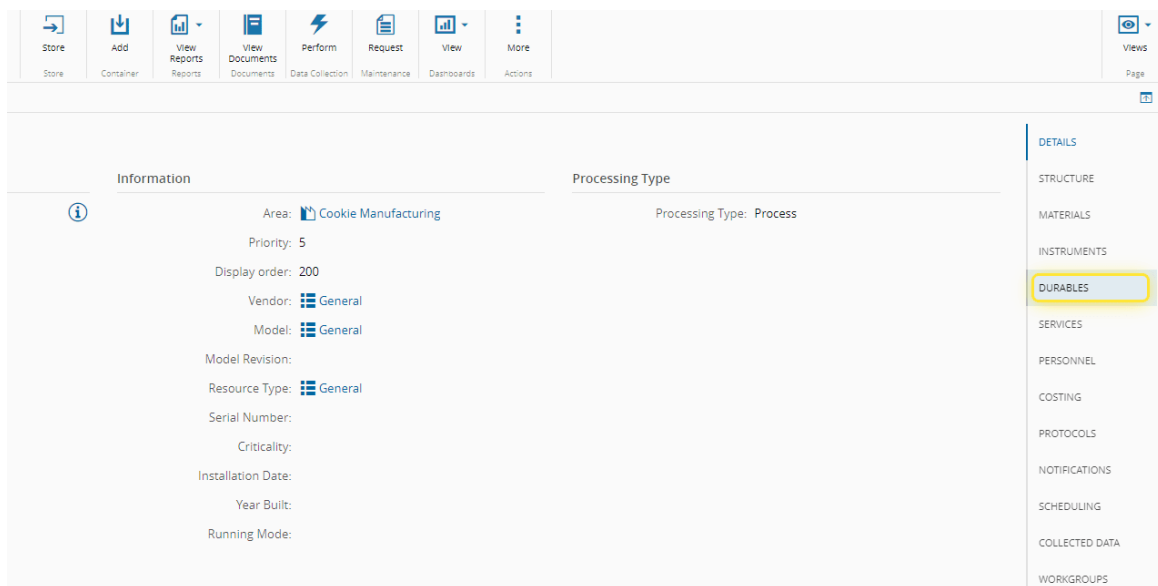 Store
Add
View Reports
View Documents
Perform
Request
View
More
Views
Store
Container
Reports
Documents
Data Collection
Maintenance
Dashboards
Actions
Page
Information
Area: Cookie Manufacturing
Priority: 5
Display order: 200
Vendor: General
Model: General
Model Revision:
Resource Type: General
Serial Number:
Criticality:
Installation Date:
Year Built:
Running Mode:
Processing Type
Processing Type: Process
DETAILS
STRUCTURE
MATERIALS
INSTRUMENTS
DURABLES
SERVICES
PERSONNEL
COSTING
PROTOCOLS
NOTIFICATIONS
SCHEDULING
COLLECTED DATA
WORKGROUPS